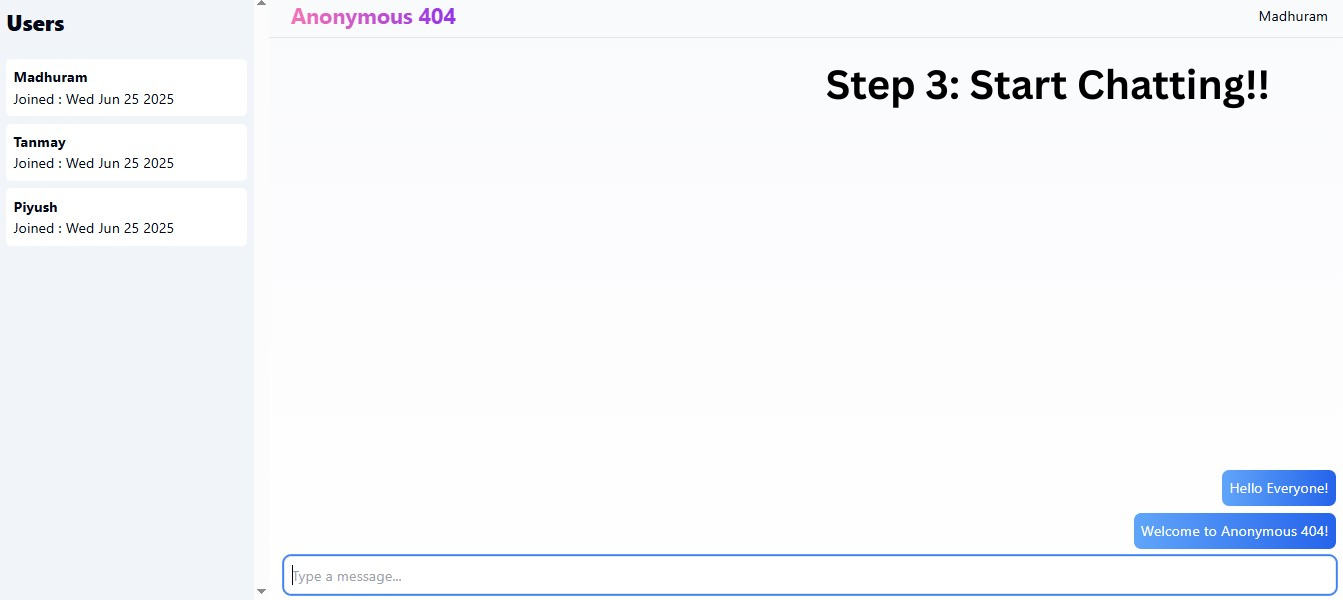 Users
Madhuram
Joined : Wed Jun 25 2025
Tanmay
Joined : Wed Jun 25 2025
Piyush
Joined : Wed Jun 25 2025
Anonymous 404
Madhuram
Step 3: Start Chatting!!
Hello Everyone!
Welcome to Anonymous 404!
Type a message...